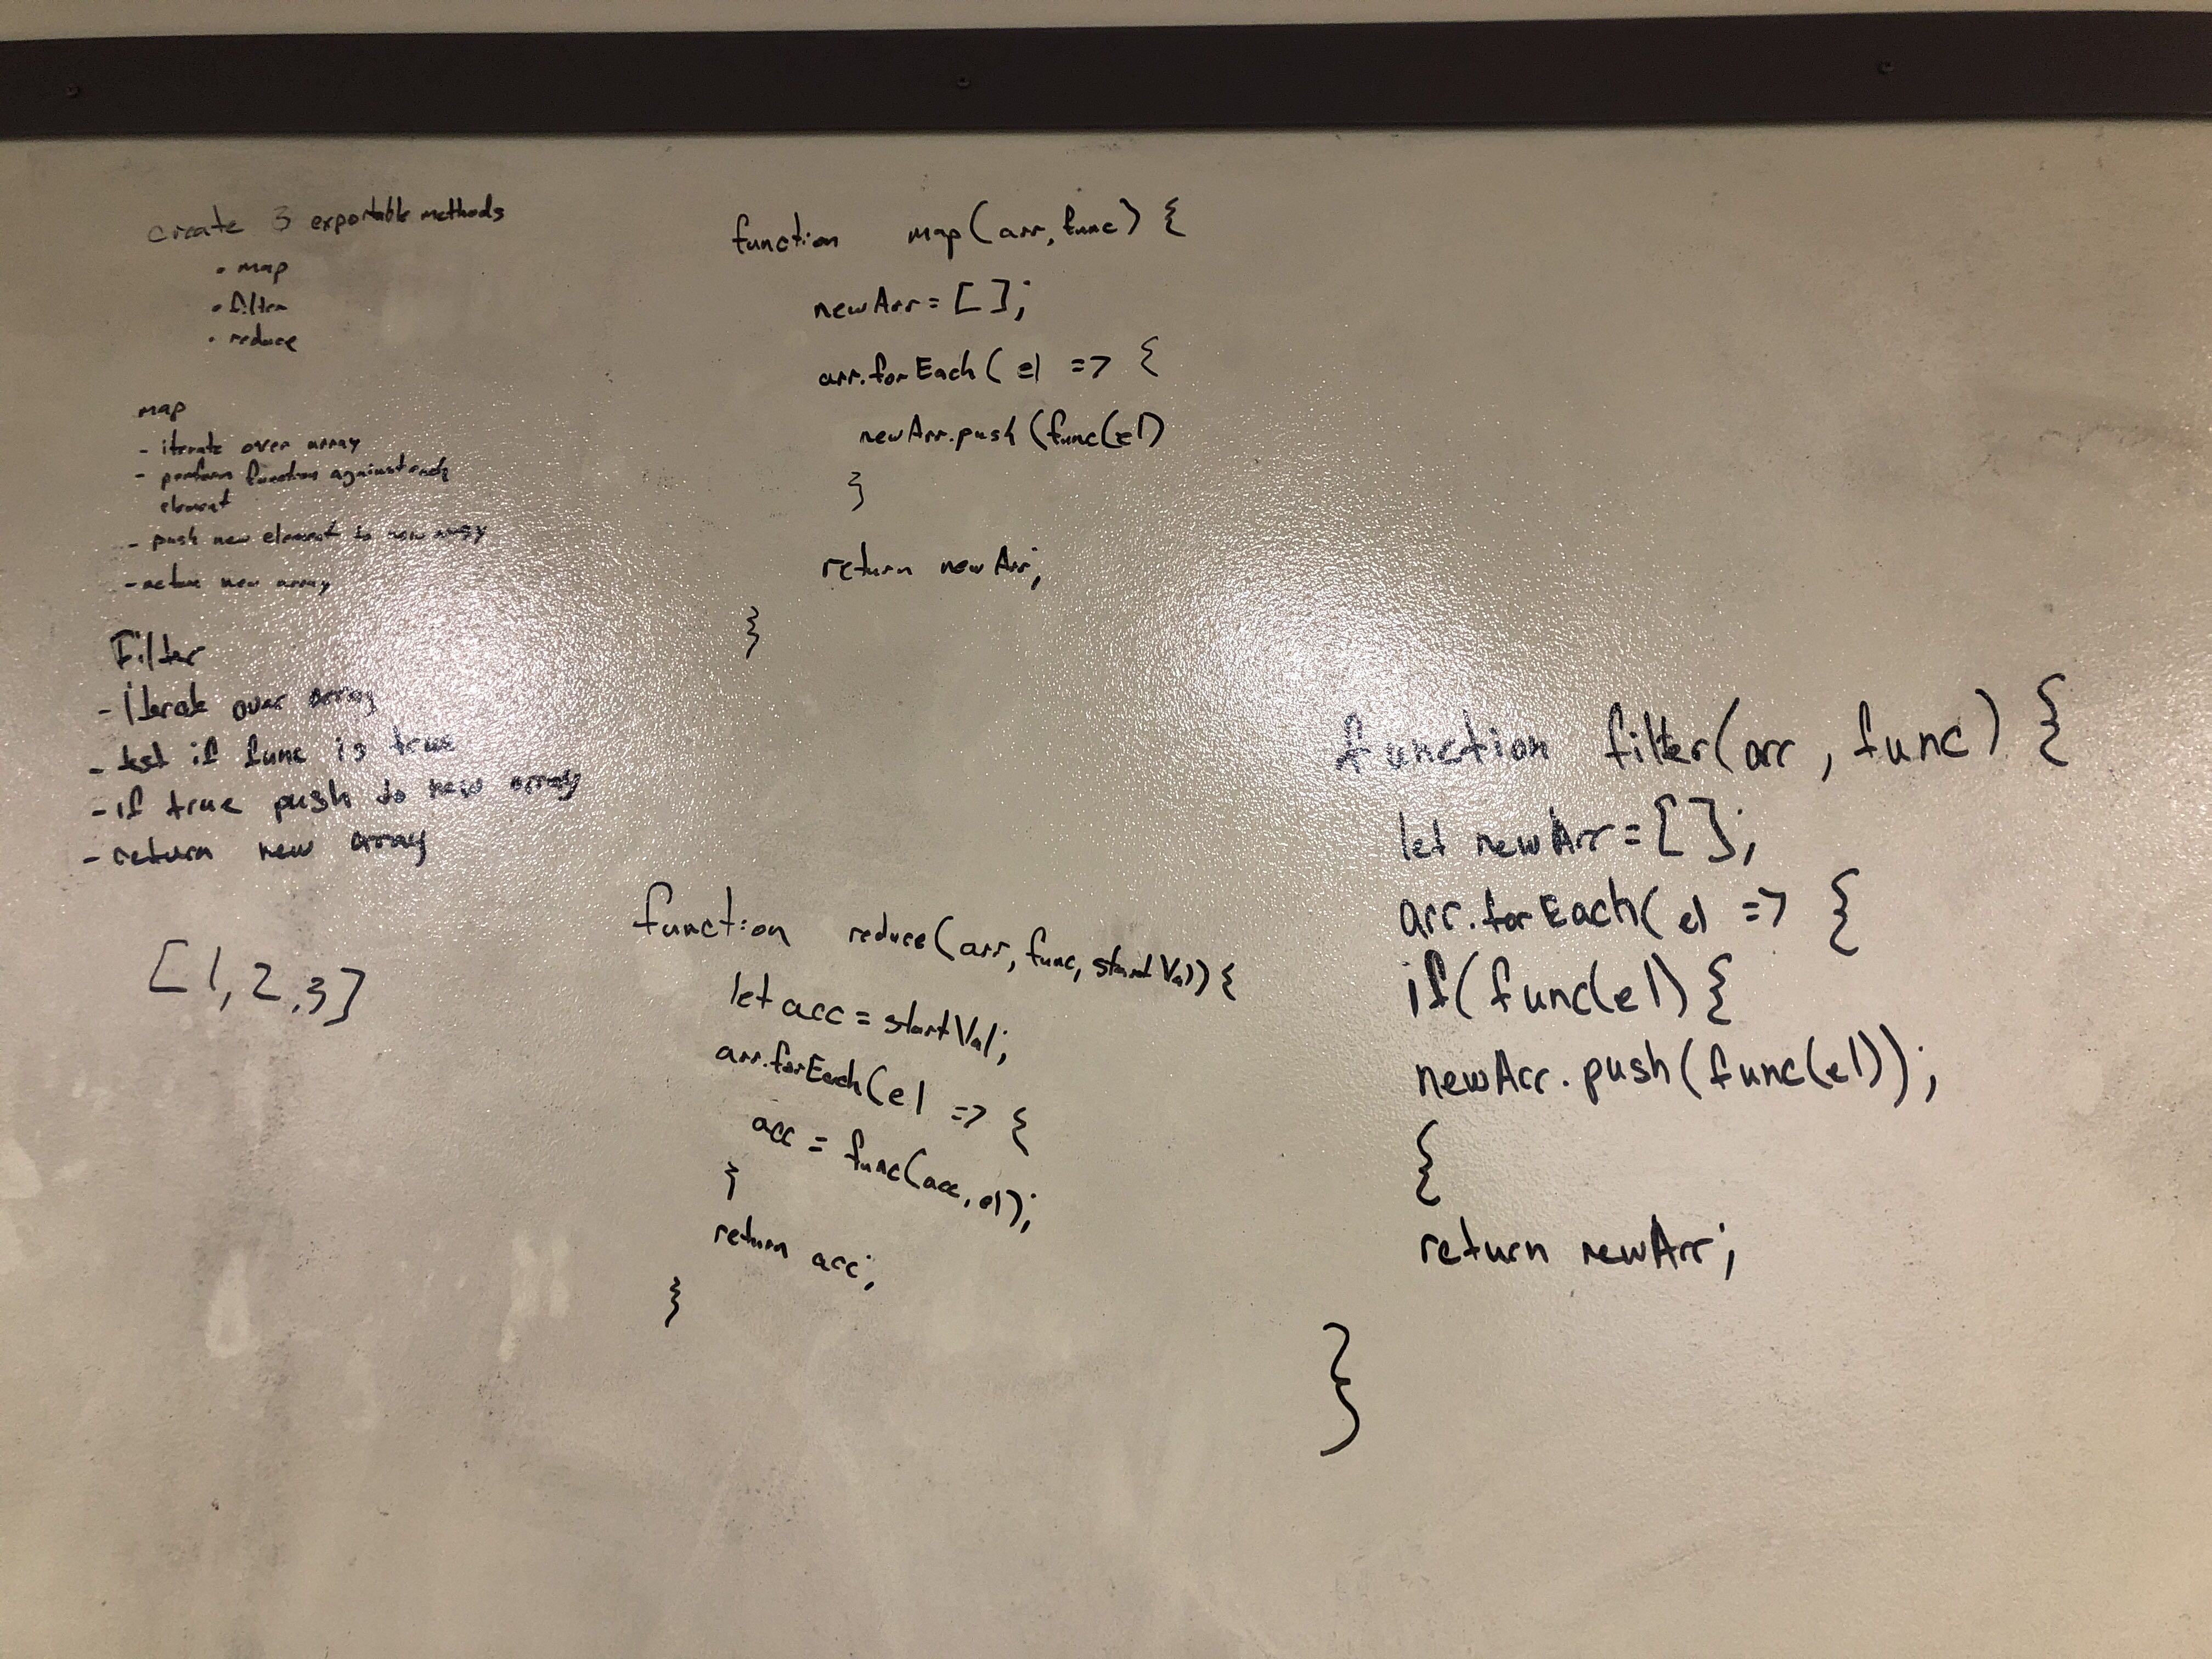 create 3 exportable methods
• map
• filter
• reduce
map
- iterate over array
- perform function against each
element
- push new element to new array
- return new array
Filter
- iterate over array
- test if func is true
- if true push to new array
- return new array
[1,2,3]
function map(arr, func) {
newArr = [];
arr.forEach( el => {
newArr.push (func(el)
}
return newArr;
}
function reduce(arr, func, startVal) {
let acc = startVal;
arr.forEach(el => {
acc = func(acc, el);
}
return acc;
}
function filter(arr, func) {
let newArr = [];
arr.forEach( el => {
if( func(el) {
newArr.push(func(el));
{
return newArr;
}